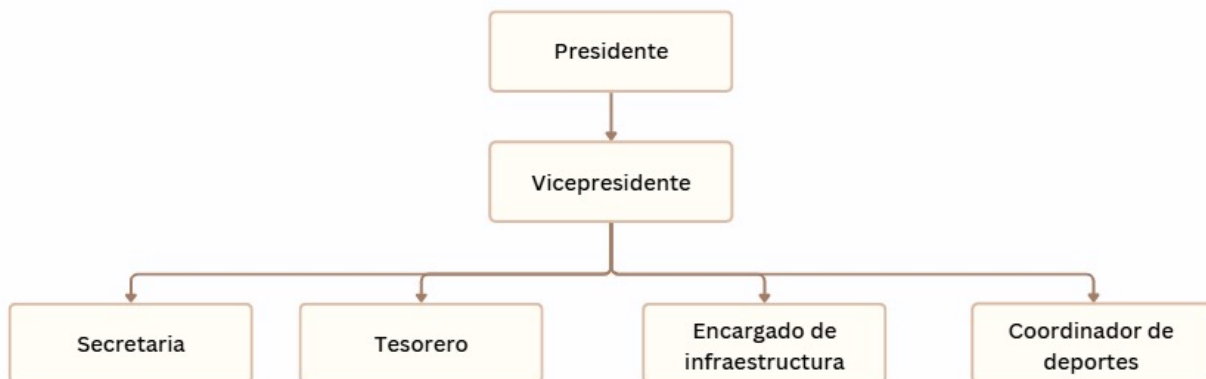 Presidente
Vicepresidente
Secretaria
Tesorero
Encargado de
infraestructura
Coordinador de
deportes